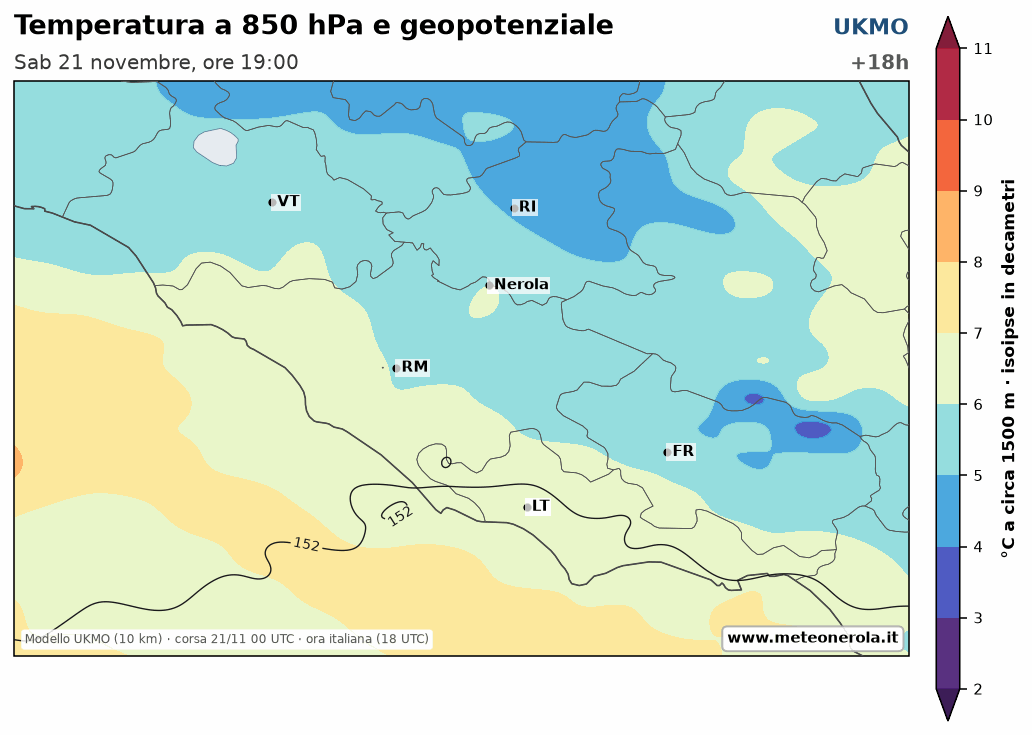 Temperatura a 850 hPa e geopotenziale
UKMO
Sab 21 novembre, ore 19:00
+18h
VT
RI
Nerola
RM
FR
LT
152
152
Modello UKMO (10 km) · corsa 21/11 00 UTC · ora italiana (18 UTC)
www.meteonerola.it
11
10
9
8
7
6
5
4
3
2
°C a circa 1500 m · isoipse in decametri